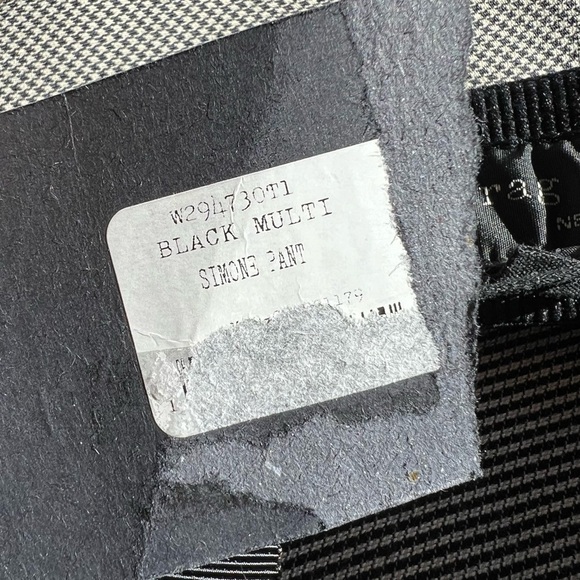 W294730T1
BLACK MULTI
SIMONE PANT
rag